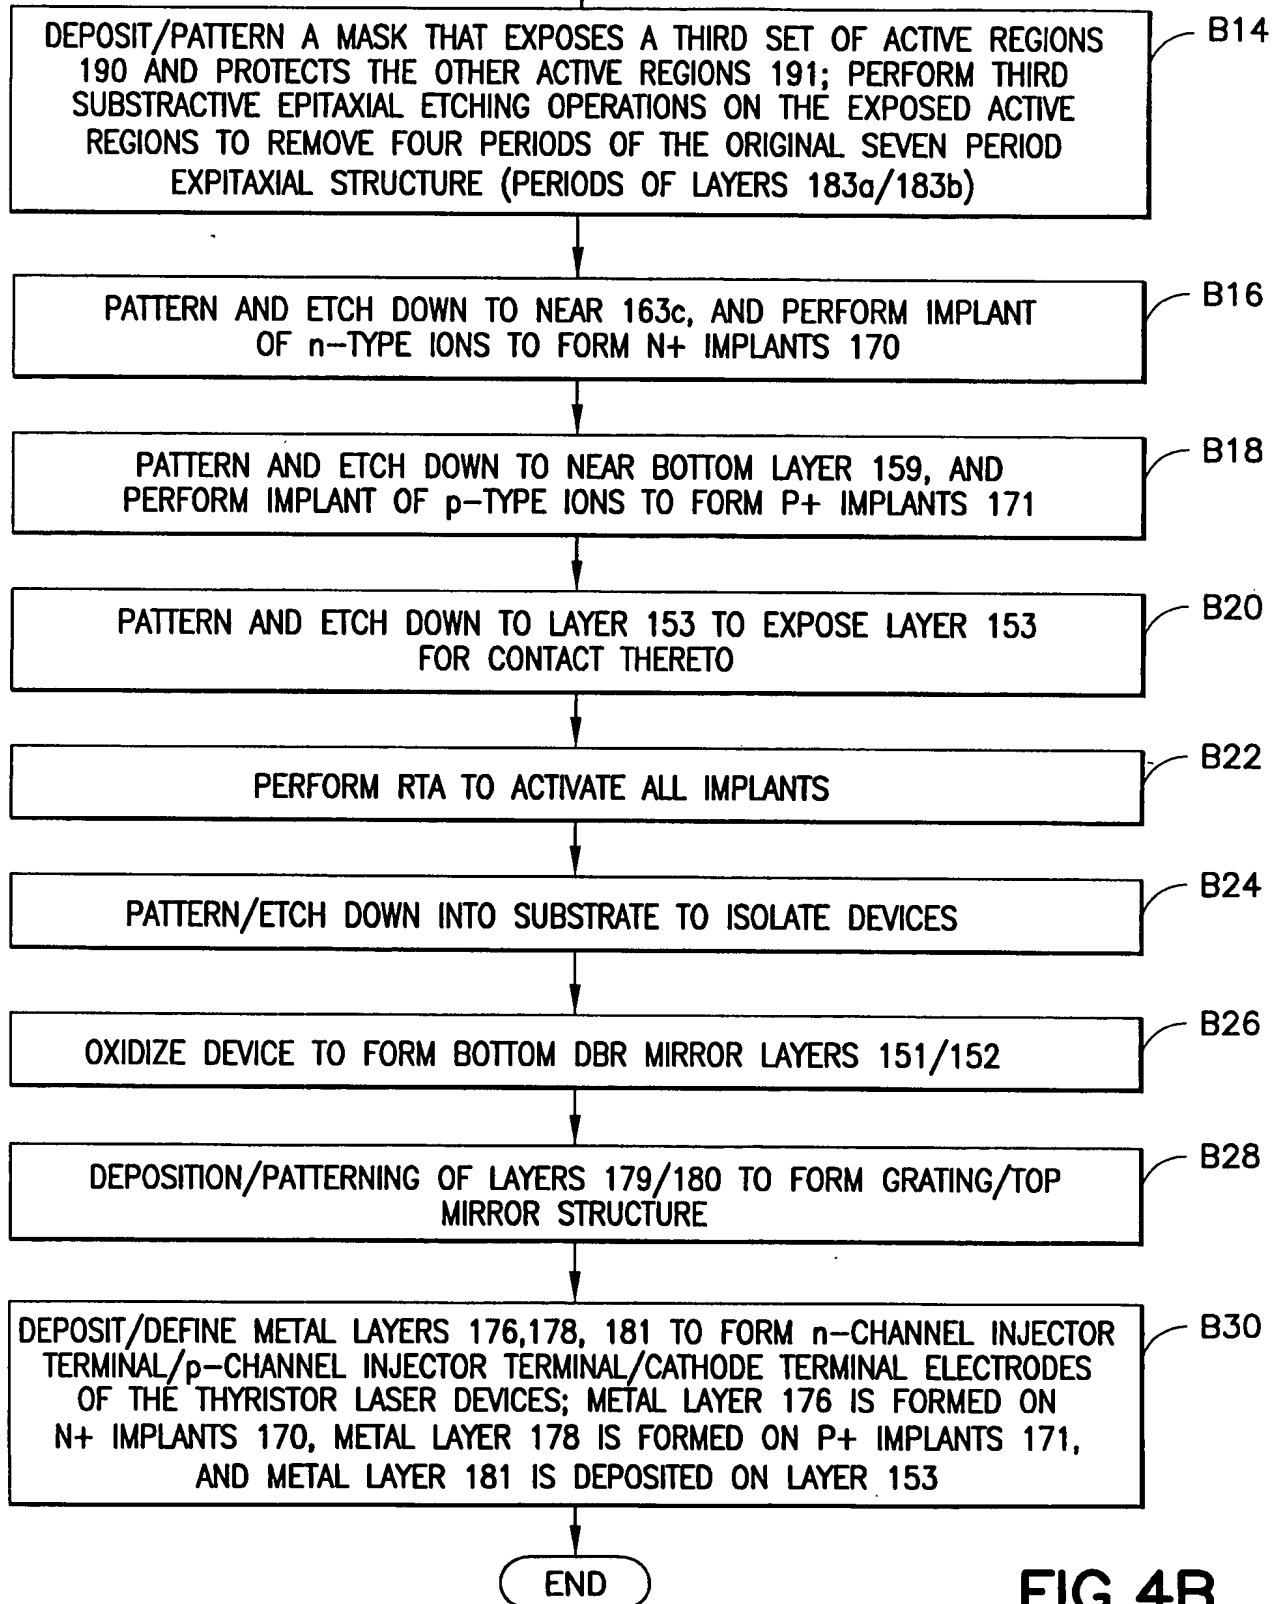 DEPOSIT/PATTERN A MASK THAT EXPOSES A THIRD SET OF ACTIVE REGIONS
190 AND PROTECTS THE OTHER ACTIVE REGIONS 191; PERFORM THIRD
SUBSTRACTIVE EPITAXIAL ETCHING OPERATIONS ON THE EXPOSED ACTIVE
REGIONS TO REMOVE FOUR PERIODS OF THE ORIGINAL SEVEN PERIOD
EXPITAXIAL STRUCTURE (PERIODS OF LAYERS 183a/183b)
B14
PATTERN AND ETCH DOWN TO NEAR 163c, AND PERFORM IMPLANT
OF n-TYPE IONS TO FORM N+ IMPLANTS 170
B16
PATTERN AND ETCH DOWN TO NEAR BOTTOM LAYER 159, AND
PERFORM IMPLANT OF p-TYPE IONS TO FORM P+ IMPLANTS 171
B18
PATTERN AND ETCH DOWN TO LAYER 153 TO EXPOSE LAYER 153
FOR CONTACT THERETO
B20
PERFORM RTA TO ACTIVATE ALL IMPLANTS
B22
PATTERN/ETCH DOWN INTO SUBSTRATE TO ISOLATE DEVICES
B24
OXIDIZE DEVICE TO FORM BOTTOM DBR MIRROR LAYERS 151/152
B26
DEPOSITION/PATTERNING OF LAYERS 179/180 TO FORM GRATING/TOP
MIRROR STRUCTURE
B28
DEPOSIT/DEFINE METAL LAYERS 176,178, 181 TO FORM n-CHANNEL INJECTOR
TERMINAL/p-CHANNEL INJECTOR TERMINAL/CATHODE TERMINAL ELECTRODES
OF THE THYRISTOR LASER DEVICES; METAL LAYER 176 IS FORMED ON
N+ IMPLANTS 170, METAL LAYER 178 IS FORMED ON P+ IMPLANTS 171,
AND METAL LAYER 181 IS DEPOSITED ON LAYER 153
B30
END
FIG.4B